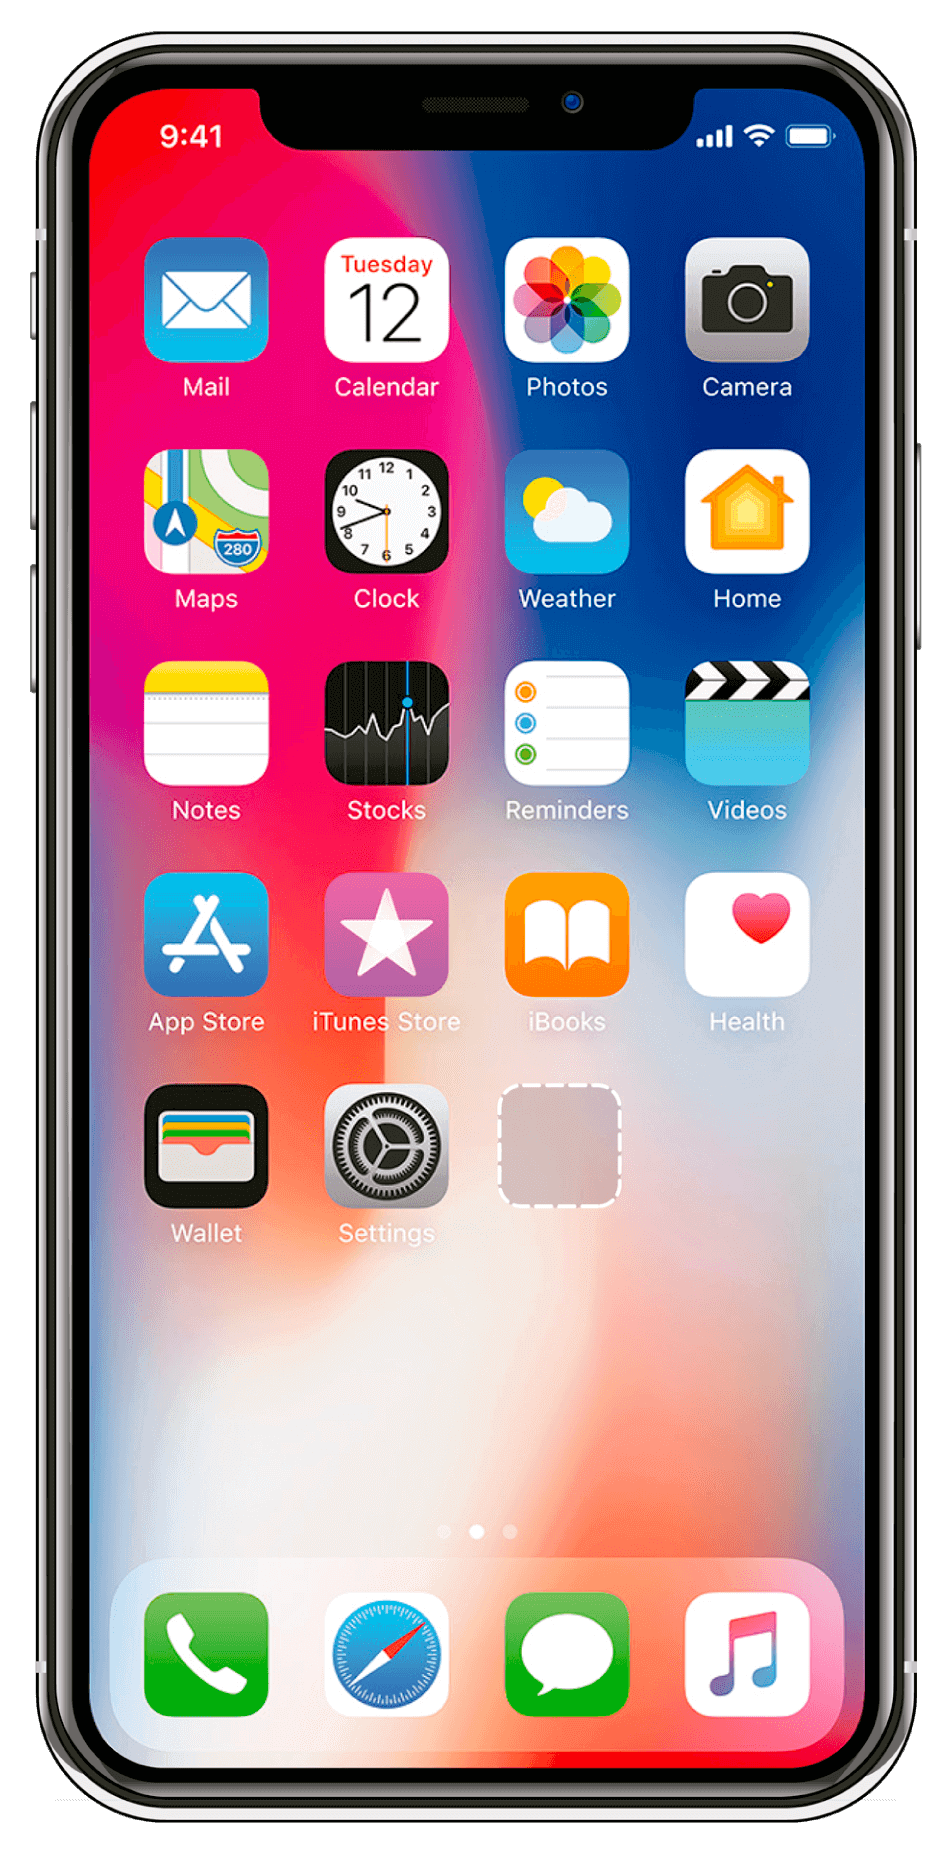 9:41
Tuesday
12
Mail Calendar Photos Camera
12
11 1
10 2
9 3
8 4
7 6 5
280
Maps Clock Weather Home
Notes Stocks Reminders Videos
App Store iTunes Store iBooks Health
Wallet Settings